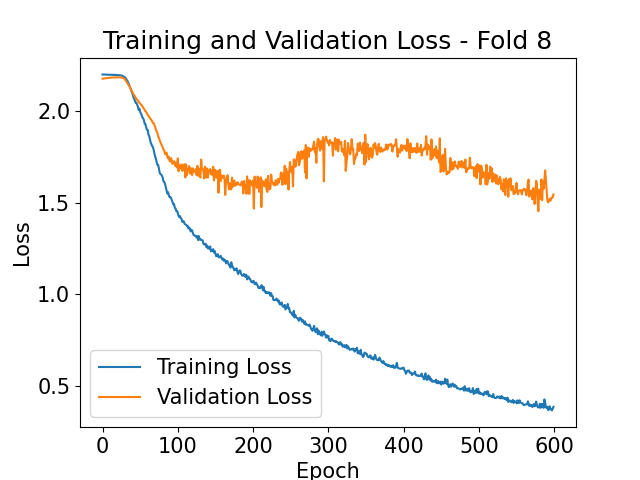 Training and Validation Loss - Fold 8
2.0
1.5
1.0
0.5
Loss
Training Loss
Validation Loss
0 100 200 300 400 500 600
Epoch